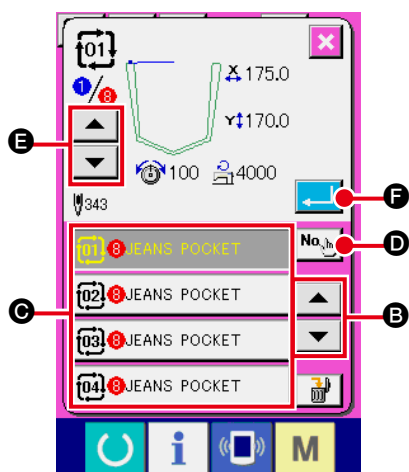 01
1/8
X 175.0
Y 170.0
E
100 4000
343
F
No.
D
01 8 JEANS POCKET
02 8 JEANS POCKET
C
B
03 8 JEANS POCKET
04 8 JEANS POCKET
i M